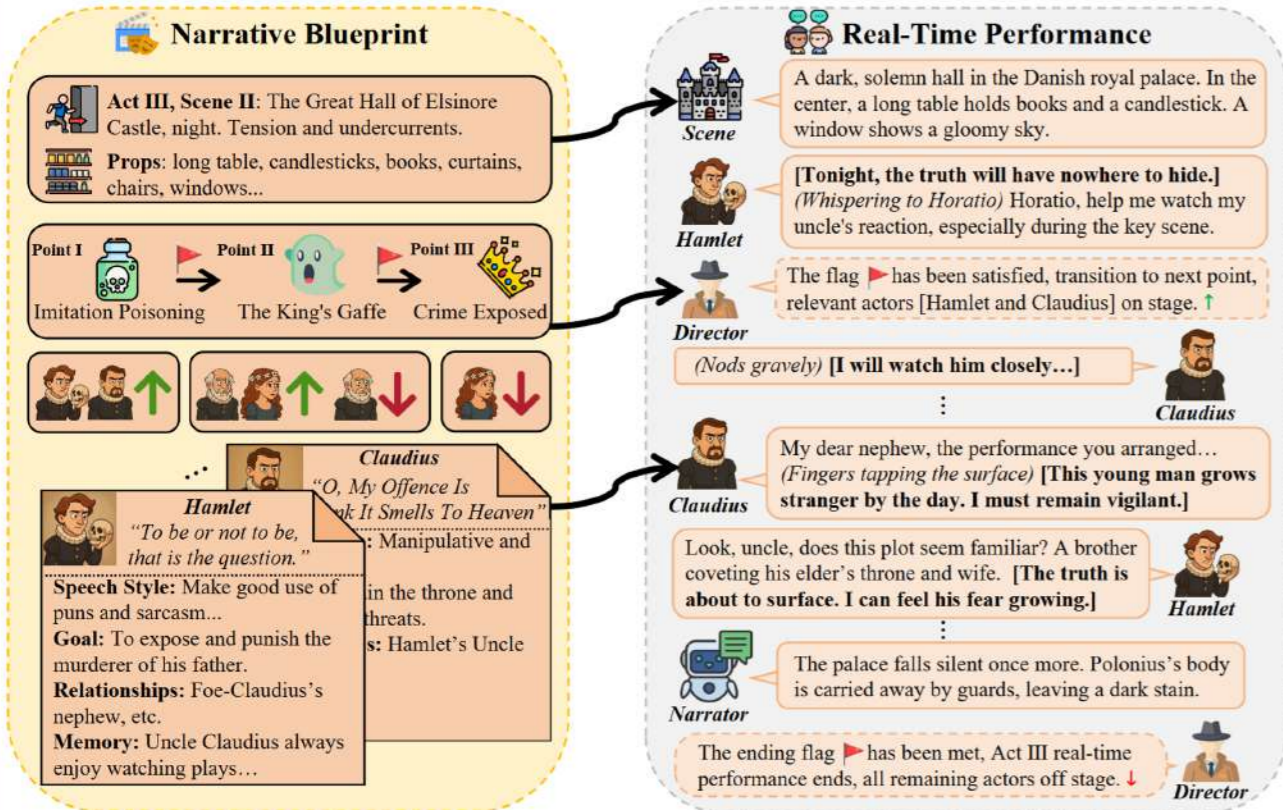 Narrative Blueprint
Act III, Scene II: The Great Hall of Elsinore
Castle, night. Tension and undercurrents.
Props: long table, candlesticks, books, curtains,
chairs, windows...
Point I
Point II
Point III
Imitation Poisoning
The King's Gaffe
Crime Exposed
...
Claudius
"O, My Offence Is
nk It Smells To Heaven"
: Manipulative and
in the throne and
threats.
s: Hamlet's Uncle
Hamlet
"To be or not to be,
that is the question."
Speech Style: Make good use of
puns and sarcasm...
Goal: To expose and punish the
murderer of his father.
Relationships: Foe-Claudius's
nephew, etc.
Memory: Uncle Claudius always
enjoy watching plays…
Real-Time Performance
Scene
A dark, solemn hall in the Danish royal palace. In the
center, a long table holds books and a candlestick. A
window shows a gloomy sky.
Hamlet
[Tonight, the truth will have nowhere to hide.]
(Whispering to Horatio) Horatio, help me watch my
uncle's reaction, especially during the key scene.
Director
The flag has been satisfied, transition to next point,
relevant actors [Hamlet and Claudius] on stage. ↑
(Nods gravely) [I will watch him closely…]
Claudius
Claudius
My dear nephew, the performance you arranged…
(Fingers tapping the surface) [This young man grows
stranger by the day. I must remain vigilant.]
Look, uncle, does this plot seem familiar? A brother
coveting his elder's throne and wife. [The truth is
about to surface. I can feel his fear growing.]
Hamlet
Narrator
The palace falls silent once more. Polonius's body
is carried away by guards, leaving a dark stain.
The ending flag has been met, Act III real-time
performance ends, all remaining actors off stage. ↓
Director